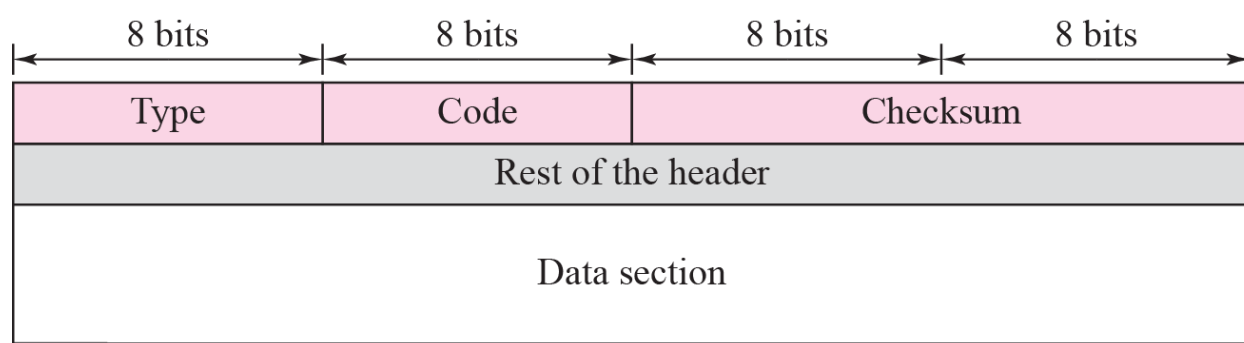 8 bits 8 bits 8 bits 8 bits
Type Code Checksum
Rest of the header
Data section